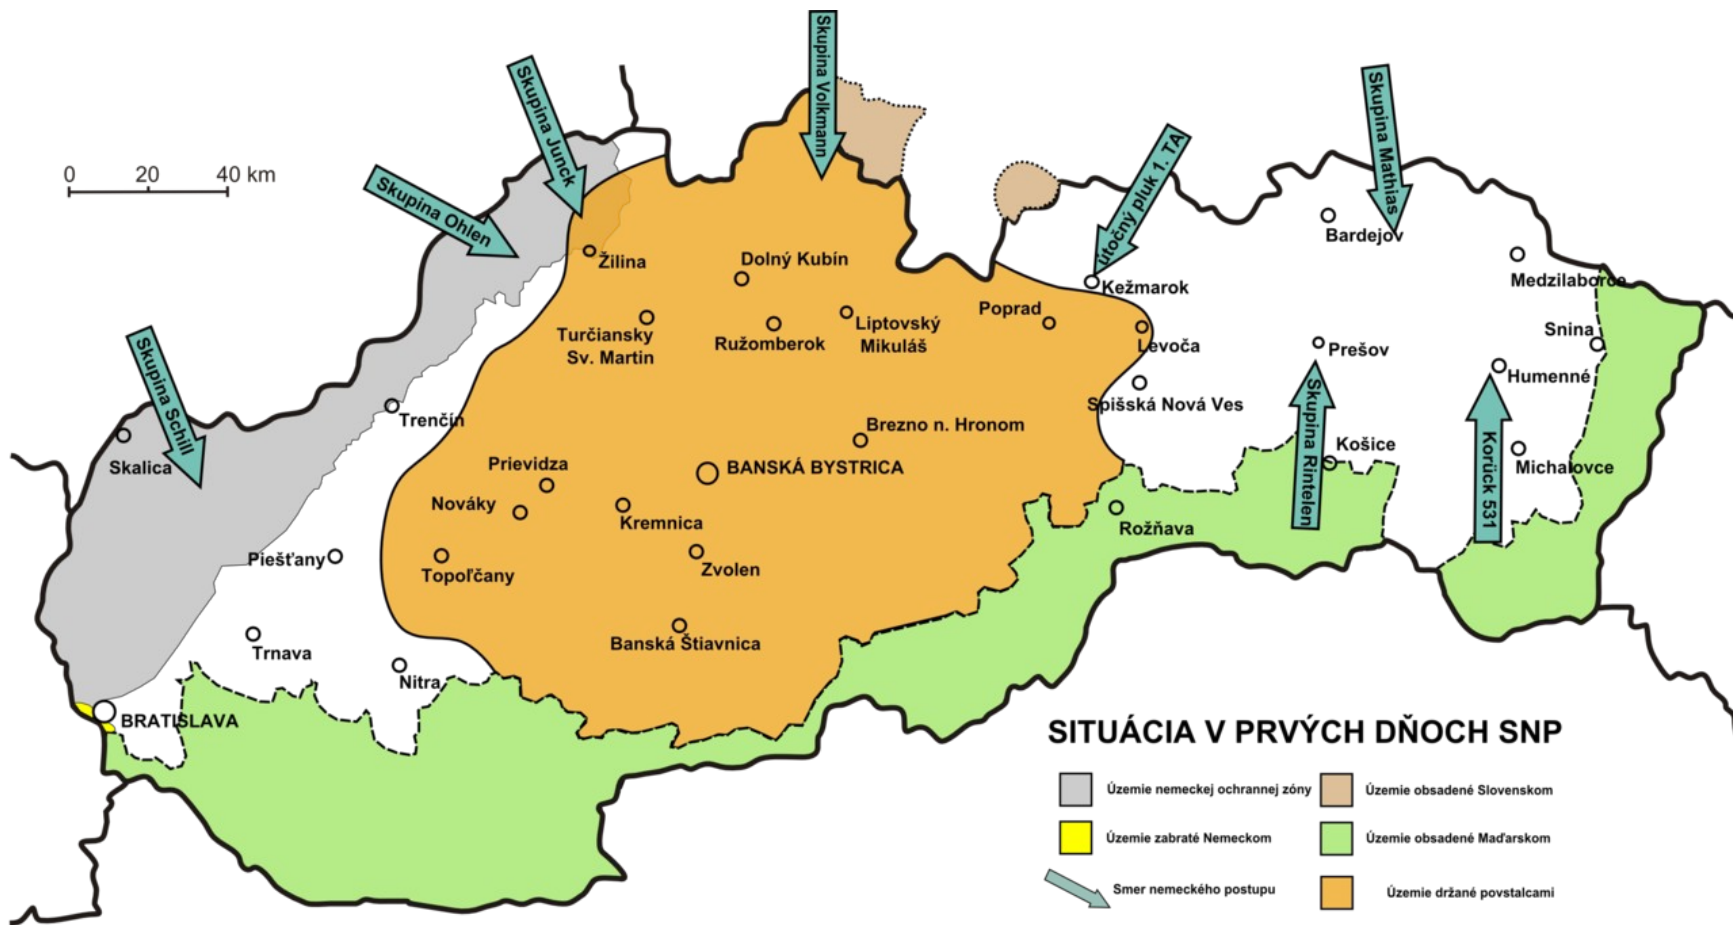 Skupina Volkmann
Skupina Junck
Skupina Mathias
0 20 40 km
útočný pluk 1. TA
Skupina Ohlen
Bardejov
Žilina
Dolný Kubín
Medzilaborce
Kežmarok
Poprad
Liptovský
Mikuláš
Turčiansky
Sv. Martin
Ružomberok
Levoča
Prešov
Snina
Humenné
Skupina Schill
Trenčín
Spišská Nová Ves
Skupina Rintelen
Korück 531
Brezno n. Hronom
Košice
Skalica
Prievidza
BANSKÁ BYSTRICA
Michalovce
Nováky
Kremnica
Rožňava
Piešťany
Topoľčany
Zvolen
Banská Štiavnica
Trnava
Nitra
BRATISLAVA
SITUÁCIA V PRVÝCH DŇOCH SNP
Územie nemeckej ochrannej zóny
Územie obsadené Slovenskom
Územie zabraté Nemeckom
Územie obsadené Maďarskom
Smer nemeckého postupu
Územie držané povstalcami